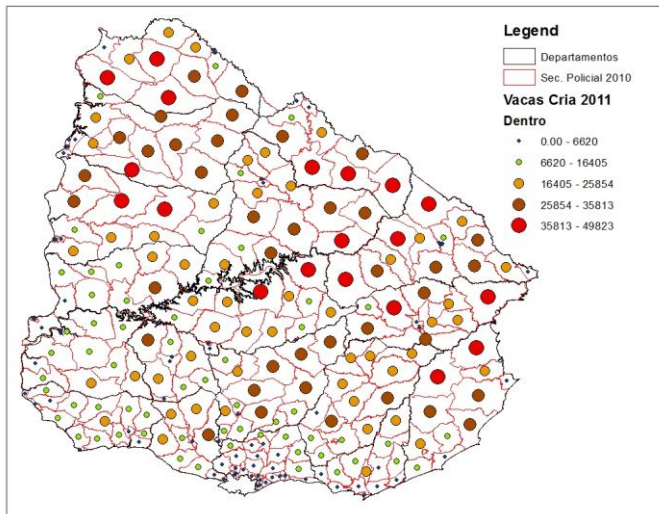 Legend
Departamentos
Sec. Policial 2010
Vacas Cria 2011
Dentro
0.00 - 6620
6620 - 16405
16405 - 25854
25854 - 35813
35813 - 49823